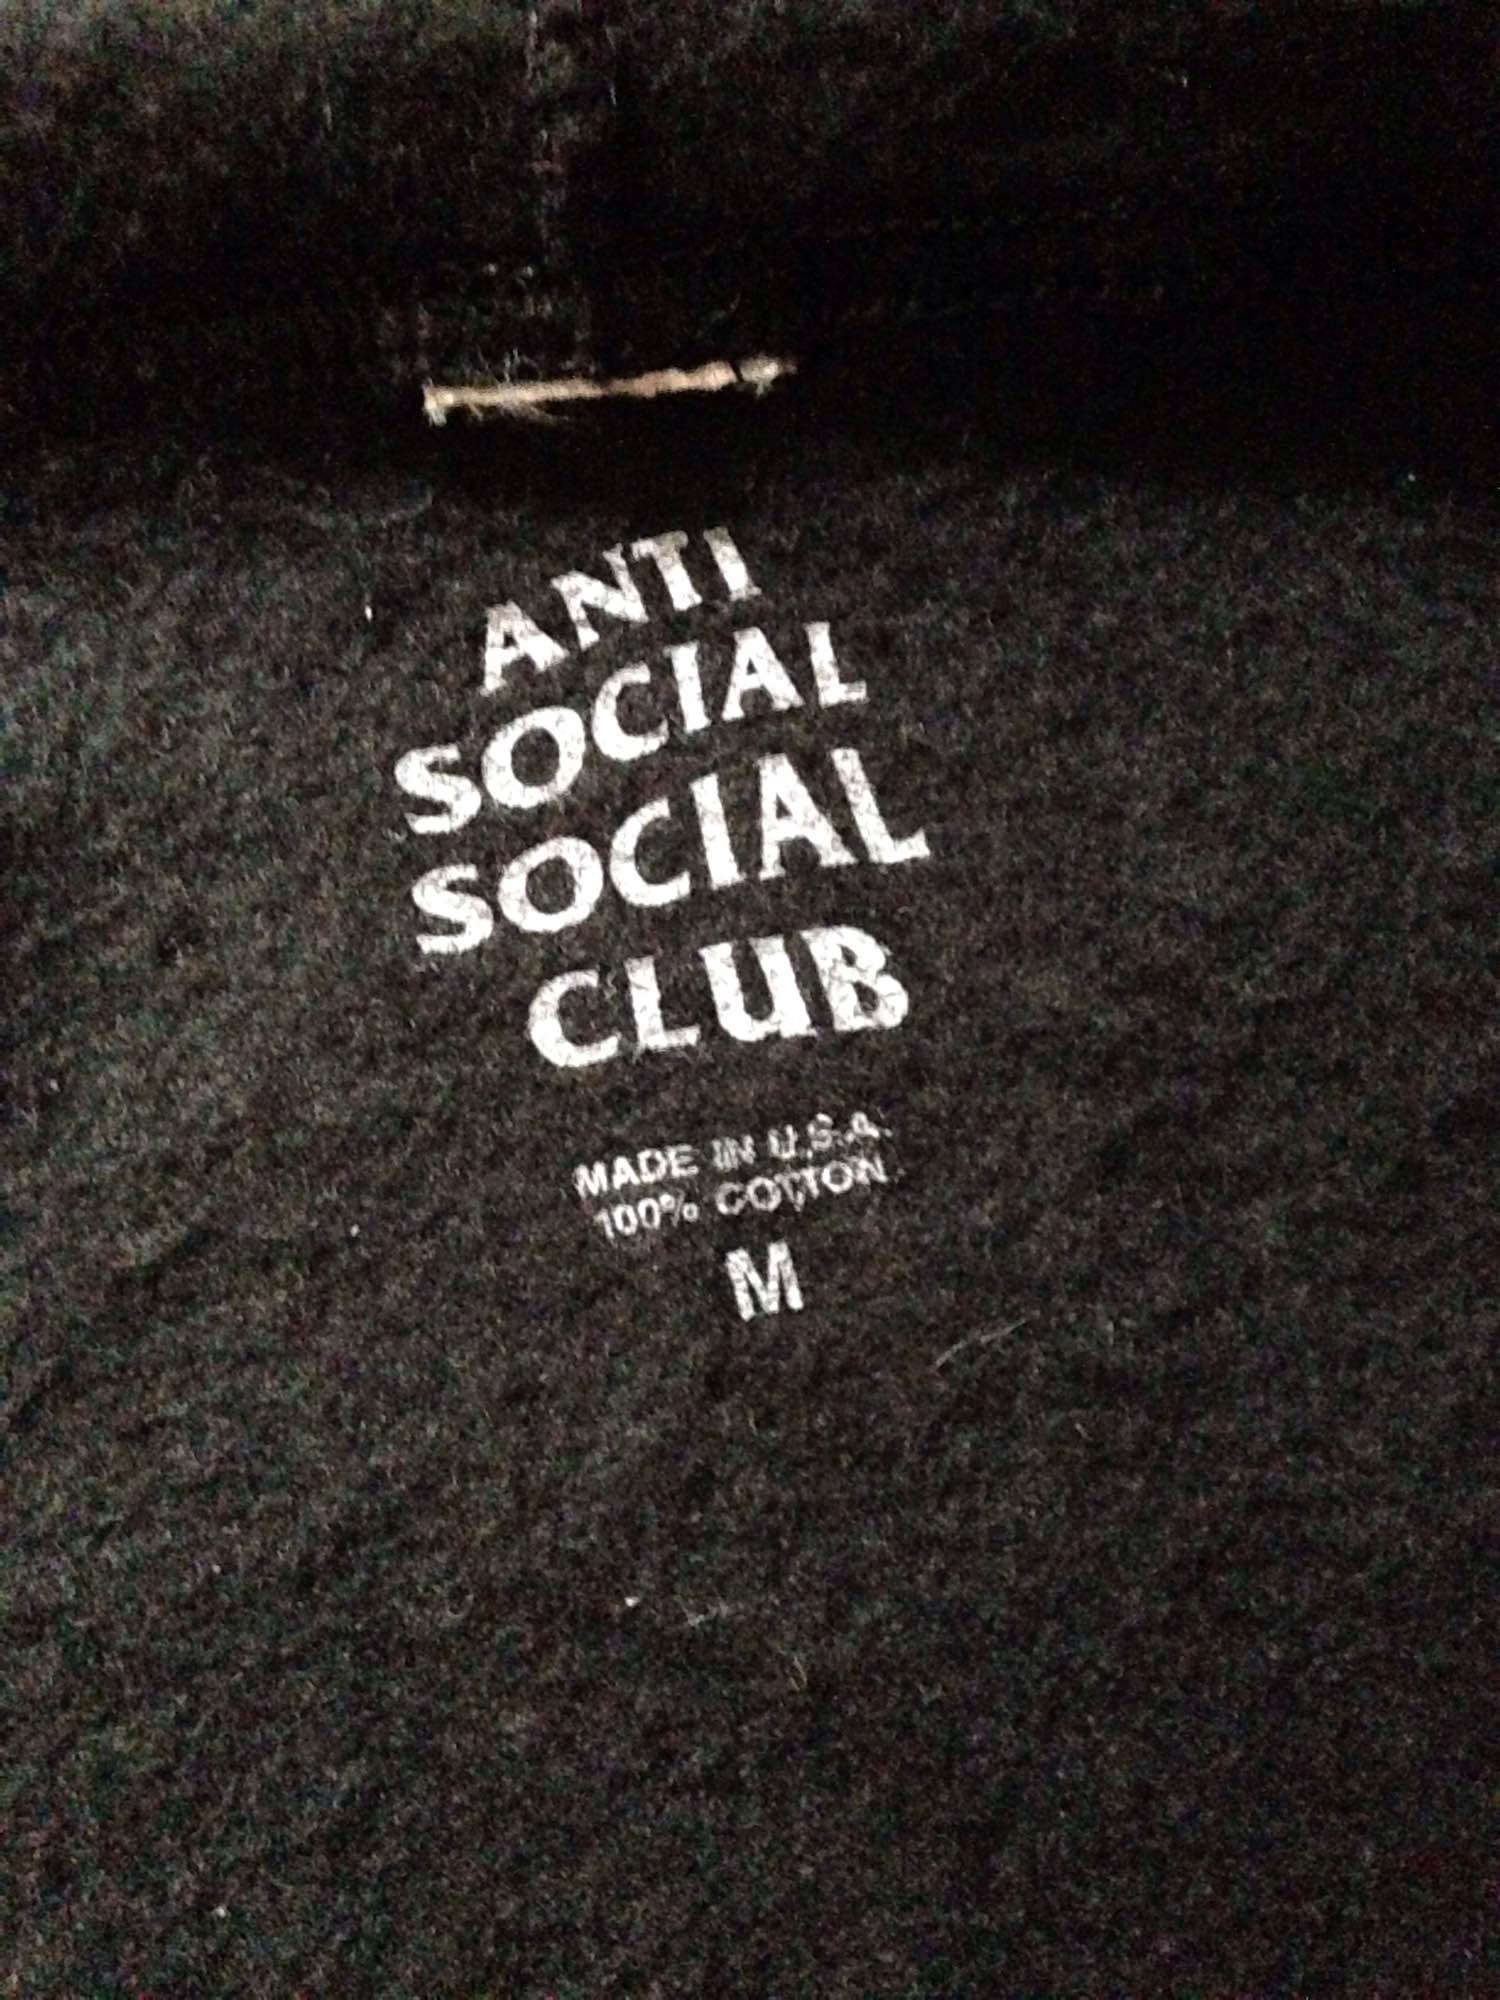 ANTI
SOCIAL
SOCIAL
CLUB
MADE IN U.S.A.
100% COTTON
M